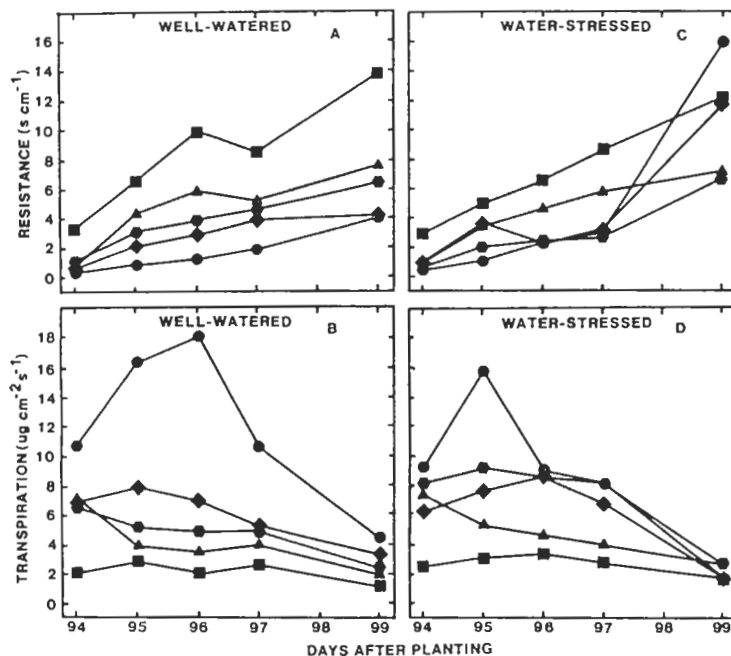 WELL-WATERED A
WATER-STRESSED C
RESISTANCE (s cm⁻¹)
16
14
12
10
8
6
4
2
0
WELL-WATERED B
WATER-STRESSED D
TRANSPIRATION (ug cm⁻² s⁻¹)
18
16
14
12
10
8
6
4
2
0
94 95 96 97 98 99 94 95 96 97 98 99
DAYS AFTER PLANTING